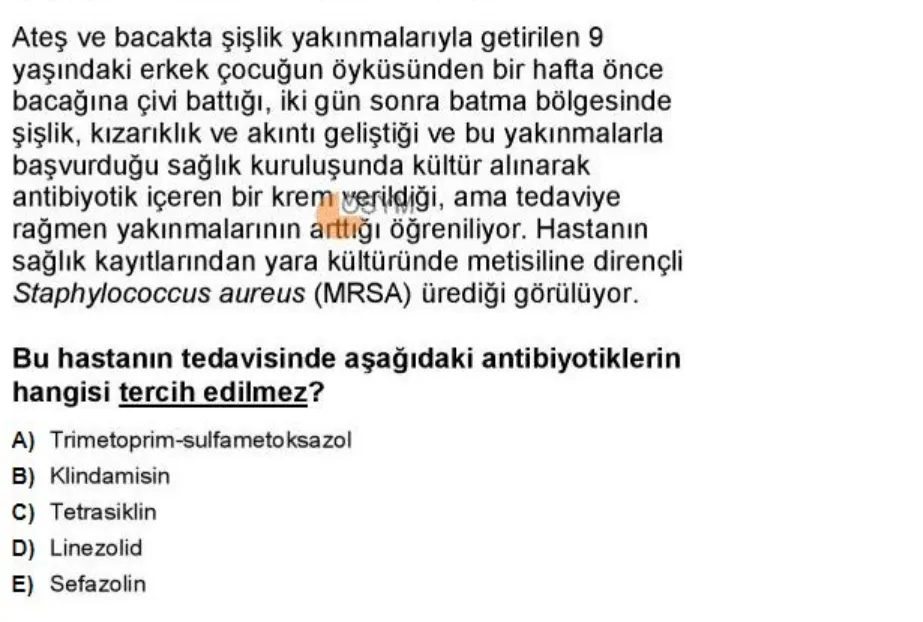 Ateş ve bacakta şişlik yakınmalarıyla getirilen 9
yaşındaki erkek çocuğun öyküsünden bir hafta önce
bacağına çivi battığı, iki gün sonra batma bölgesinde
şişlik, kızarıklık ve akıntı geliştiği ve bu yakınmalarla
başvurduğu sağlık kuruluşunda kültür alınarak
antibiyotik içeren bir krem verildiği, ama tedaviye
rağmen yakınmalarının arttığı öğreniliyor. Hastanın
sağlık kayıtlarından yara kültüründe metisiline dirençli
Staphylococcus aureus (MRSA) ürediği görülüyor.
Bu hastanın tedavisinde aşağıdaki antibiyotiklerin
hangisi tercih edilmez?
A) Trimetoprim-sulfametoksazol
B) Klindamisin
C) Tetrasiklin
D) Linezolid
E) Sefazolin